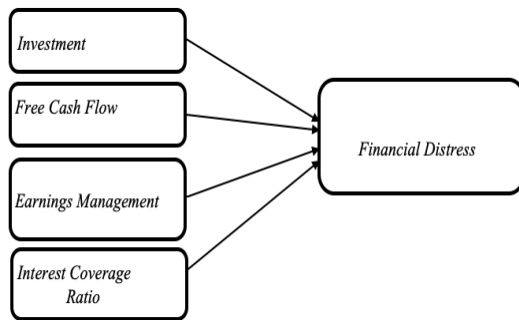 Investment
Free Cash Flow
Earnings Management
Interest Coverage
Ratio
Financial Distress